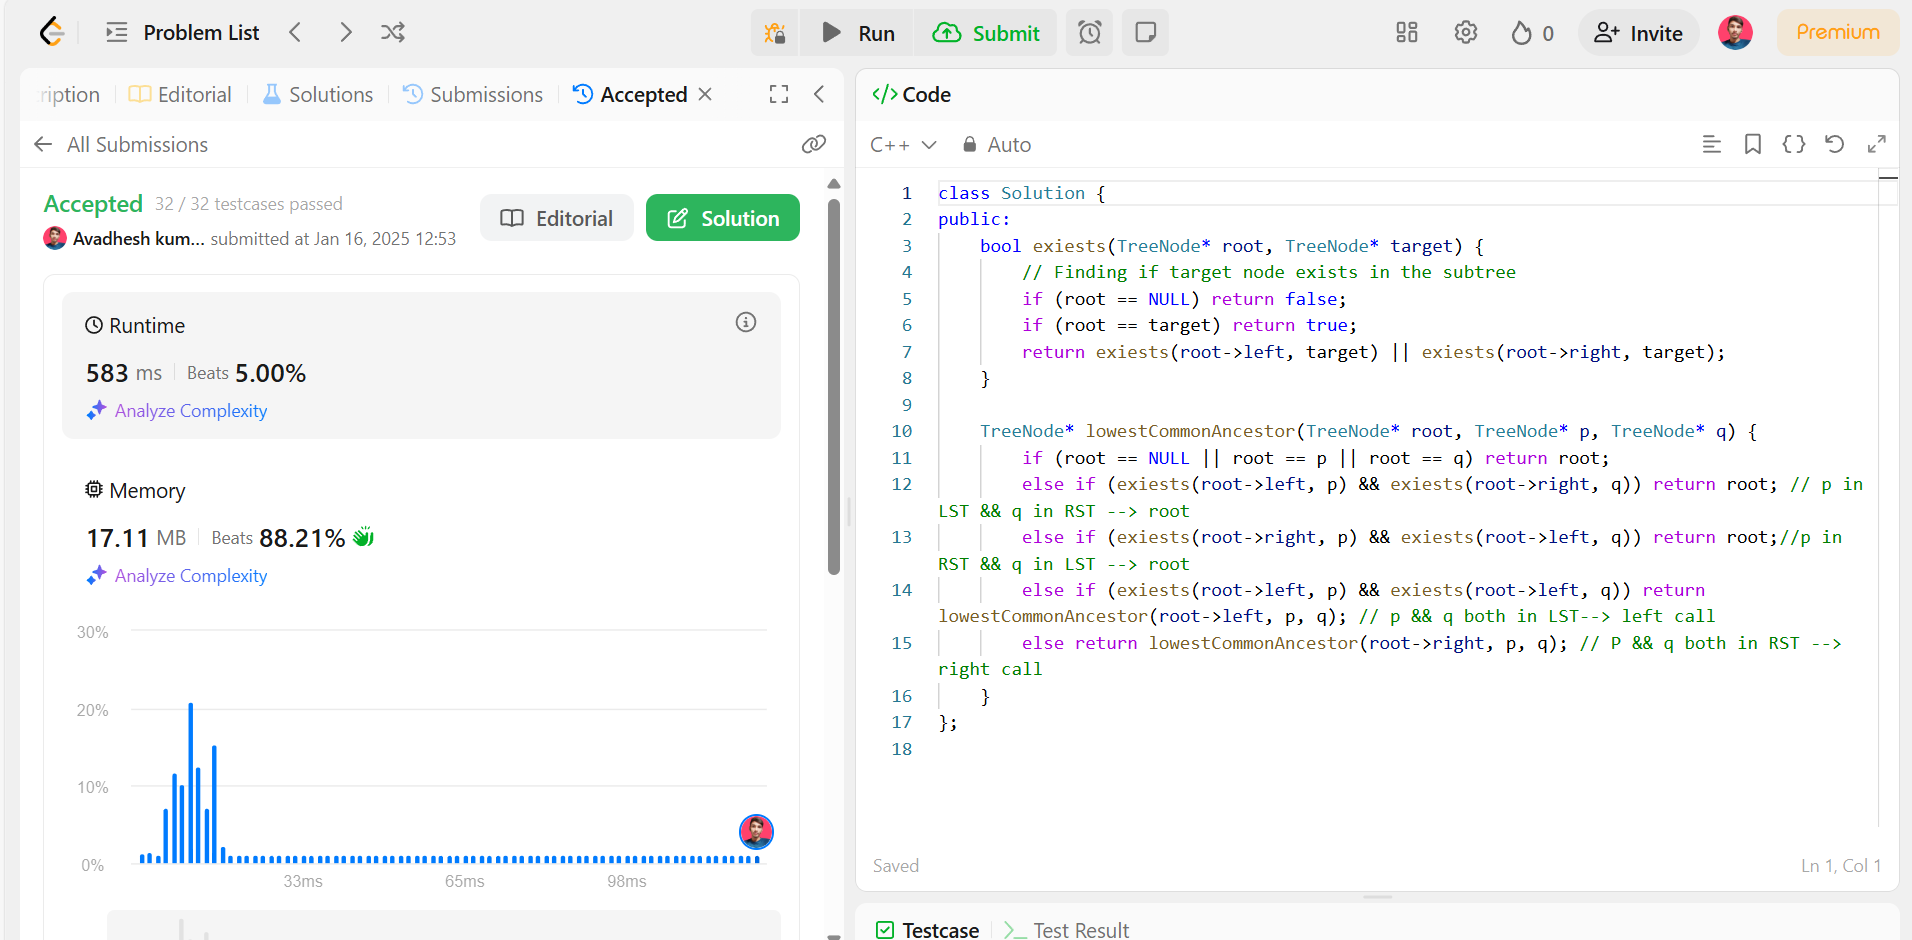 Problem List
Run
Submit
0
Invite
Premium
ription
Editorial
Solutions
Submissions
Accepted
All Submissions
Accepted 32 / 32 testcases passed
Avadhesh kum... submitted at Jan 16, 2025 12:53
Editorial
Solution
Runtime
583 ms Beats 5.00%
Analyze Complexity
Memory
17.11 MB Beats 88.21%
Analyze Complexity
30%
20%
10%
0%
33ms 65ms 98ms
</> Code
C++ Auto
1 class Solution {
2 public:
3 bool exiests(TreeNode* root, TreeNode* target) {
4 // Finding if target node exists in the subtree
5 if (root == NULL) return false;
6 if (root == target) return true;
7 return exiests(root->left, target) || exiests(root->right, target);
8 }
9
10 TreeNode* lowestCommonAncestor(TreeNode* root, TreeNode* p, TreeNode* q) {
11 if (root == NULL || root == p || root == q) return root;
12 else if (exiests(root->left, p) && exiests(root->right, q)) return root; // p in
LST && q in RST --> root
13 else if (exiests(root->right, p) && exiests(root->left, q)) return root;//p in
RST && q in LST --> root
14 else if (exiests(root->left, p) && exiests(root->left, q)) return
lowestCommonAncestor(root->left, p, q); // p && q both in LST--> left call
15 else return lowestCommonAncestor(root->right, p, q); // P && q both in RST -->
right call
16 }
17 };
18
Saved
Ln 1, Col 1
Testcase
Test Result